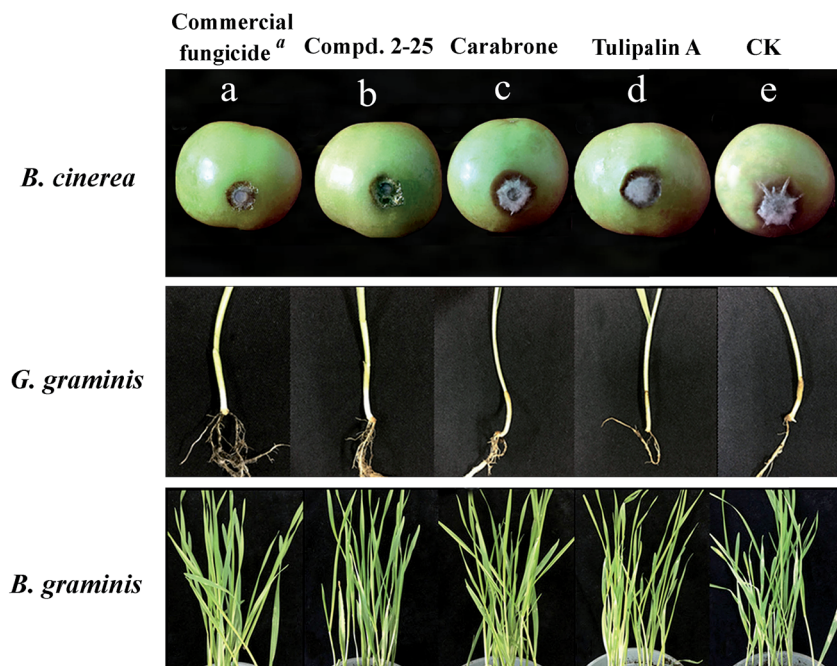 Commercial
fungicide a Compd. 2-25 Carabrone Tulipalin A CK
a b c d e
B. cinerea
G. graminis
B. graminis